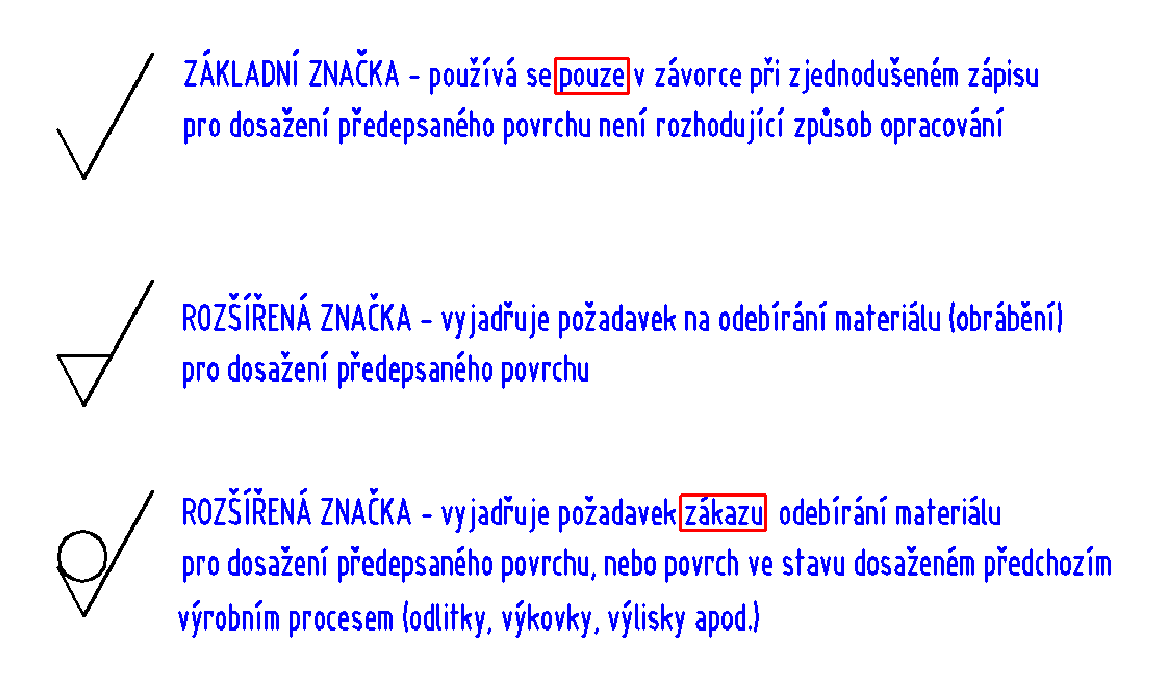 ZÁKLADNÍ ZNAČKA - používá se pouze v závorce při zjednodušeném zápisu
pro dosažení předepsaného povrchu není rozhodující způsob opracování
ROZŠÍŘENÁ ZNAČKA - vyjadřuje požadavek na odebírání materiálu (obrábění)
pro dosažení předepsaného povrchu
ROZŠÍŘENÁ ZNAČKA - vyjadřuje požadavek zákazu odebírání materiálu
pro dosažení předepsaného povrchu, nebo povrch ve stavu dosaženém předchozím
výrobním procesem (odlitky, výkovky, výlisky apod.)